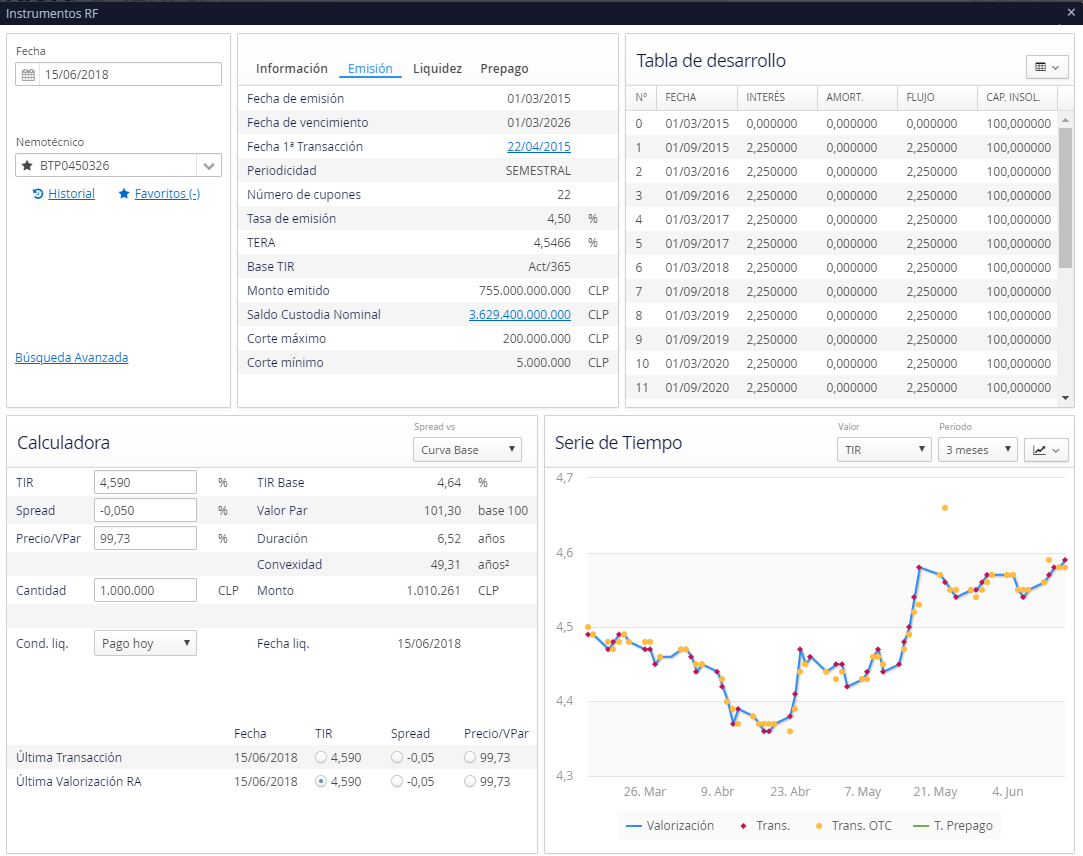 Instrumentos RF ×
Fecha
15/06/2018
Nemotécnico
BTP0450326
Historial Favoritos (-)
Búsqueda Avanzada
Información Emisión Liquidez Prepago
Fecha de emisión 01/03/2015
Fecha de vencimiento 01/03/2026
Fecha 1ª Transacción 22/04/2015
Periodicidad SEMESTRAL
Número de cupones 22
Tasa de emisión 4,50 %
TERA 4,5466 %
Base TIR Act/365
Monto emitido 755.000.000.000 CLP
Saldo Custodia Nominal 3.629.400.000.000 CLP
Corte máximo 200.000.000 CLP
Corte mínimo 5.000.000 CLP
Tabla de desarrollo
Nº FECHA INTERÉS AMORT. FLUJO CAP. INSOL.
0 01/03/2015 0,000000 0,000000 0,000000 100,000000
1 01/09/2015 2,250000 0,000000 2,250000 100,000000
2 01/03/2016 2,250000 0,000000 2,250000 100,000000
3 01/09/2016 2,250000 0,000000 2,250000 100,000000
4 01/03/2017 2,250000 0,000000 2,250000 100,000000
5 01/09/2017 2,250000 0,000000 2,250000 100,000000
6 01/03/2018 2,250000 0,000000 2,250000 100,000000
7 01/09/2018 2,250000 0,000000 2,250000 100,000000
8 01/03/2019 2,250000 0,000000 2,250000 100,000000
9 01/09/2019 2,250000 0,000000 2,250000 100,000000
10 01/03/2020 2,250000 0,000000 2,250000 100,000000
11 01/09/2020 2,250000 0,000000 2,250000 100,000000
Calculadora
Spread vs
Curva Base
TIR 4,590 % TIR Base 4,64 %
Spread -0,050 % Valor Par 101,30 base 100
Precio/VPar 99,73 % Duración 6,52 años
Convexidad 49,31 años²
Cantidad 1.000.000 CLP Monto 1.010.261 CLP
Cond. liq. Pago hoy Fecha liq. 15/06/2018
Fecha TIR Spread Precio/VPar
Última Transacción 15/06/2018 4,590 -0,05 99,73
Última Valorización RA 15/06/2018 4,590 -0,05 99,73
Serie de Tiempo
Valor Periodo
TIR 3 meses
4,7
4,6
4,5
4,4
4,3
26. Mar 9. Abr 23. Abr 7. May 21. May 4. Jun
Valorización Trans. Trans. OTC T. Prepago